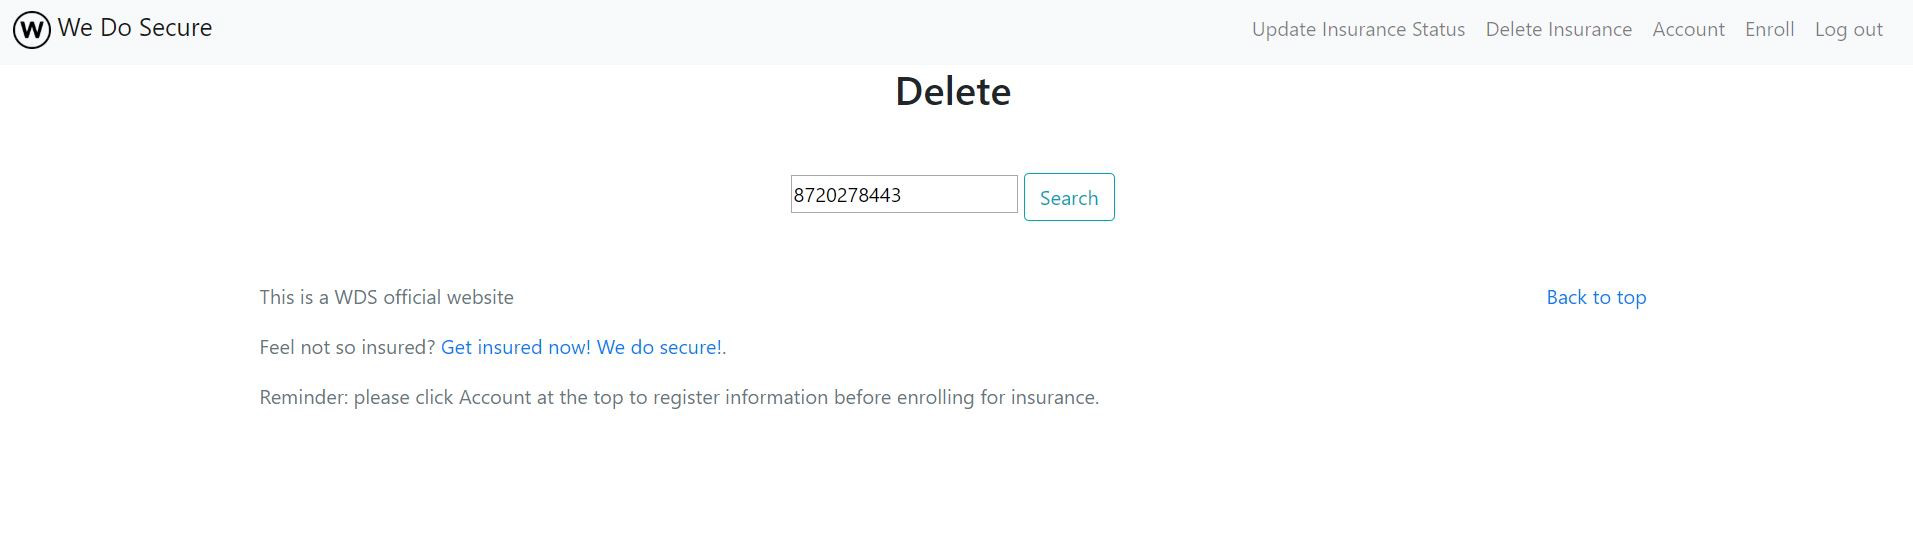 W We Do Secure
Update Insurance Status Delete Insurance Account Enroll Log out
Delete
8720278443 Search
This is a WDS official website Back to top
Feel not so insured? Get insured now! We do secure!.
Reminder: please click Account at the top to register information before enrolling for insurance.